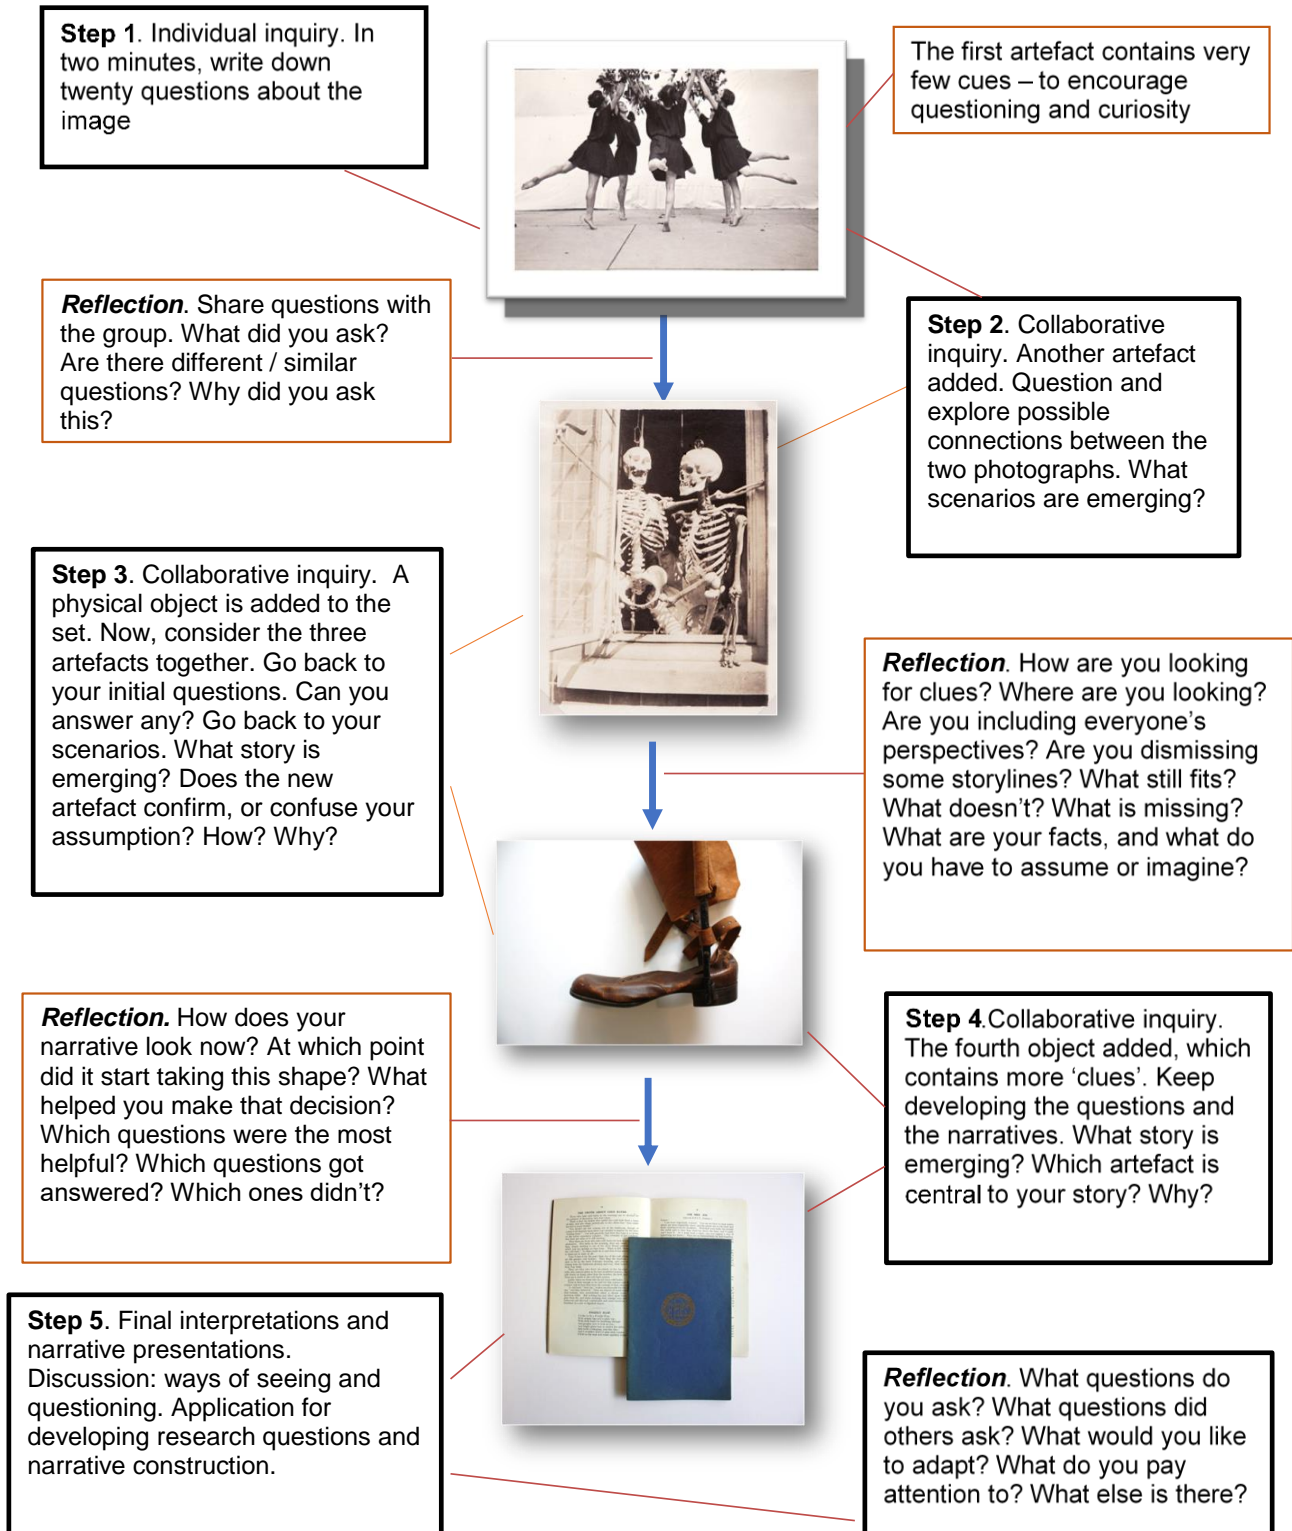 Step 1. Individual inquiry. In
two minutes, write down
twenty questions about the
image
The first artefact contains very
few cues – to encourage
questioning and curiosity
Reflection. Share questions with
the group. What did you ask?
Are there different / similar
questions? Why did you ask
this?
Step 2. Collaborative
inquiry. Another artefact
added. Question and
explore possible
connections between the
two photographs. What
scenarios are emerging?
Step 3. Collaborative inquiry.  A
physical object is added to the
set. Now, consider the three
artefacts together. Go back to
your initial questions. Can you
answer any? Go back to your
scenarios. What story is
emerging? Does the new
artefact confirm, or confuse your
assumption? How? Why?
Reflection. How are you looking
for clues? Where are you looking?
Are you including everyone’s
perspectives? Are you dismissing
some storylines? What still fits?
What doesn’t? What is missing?
What are your facts, and what do
you have to assume or imagine?
Reflection. How does your
narrative look now? At which point
did it start taking this shape? What
helped you make that decision?
Which questions were the most
helpful? Which questions got
answered? Which ones didn’t?
Step 4.Collaborative inquiry.
The fourth object added, which
contains more ‘clues’. Keep
developing the questions and
the narratives. What story is
emerging? Which artefact is
central to your story? Why?
Step 5. Final interpretations and
narrative presentations.
Discussion: ways of seeing and
questioning. Application for
developing research questions and
narrative construction.
Reflection. What questions do
you ask? What questions did
others ask? What would you like
to adapt? What do you pay
attention to? What else is there?